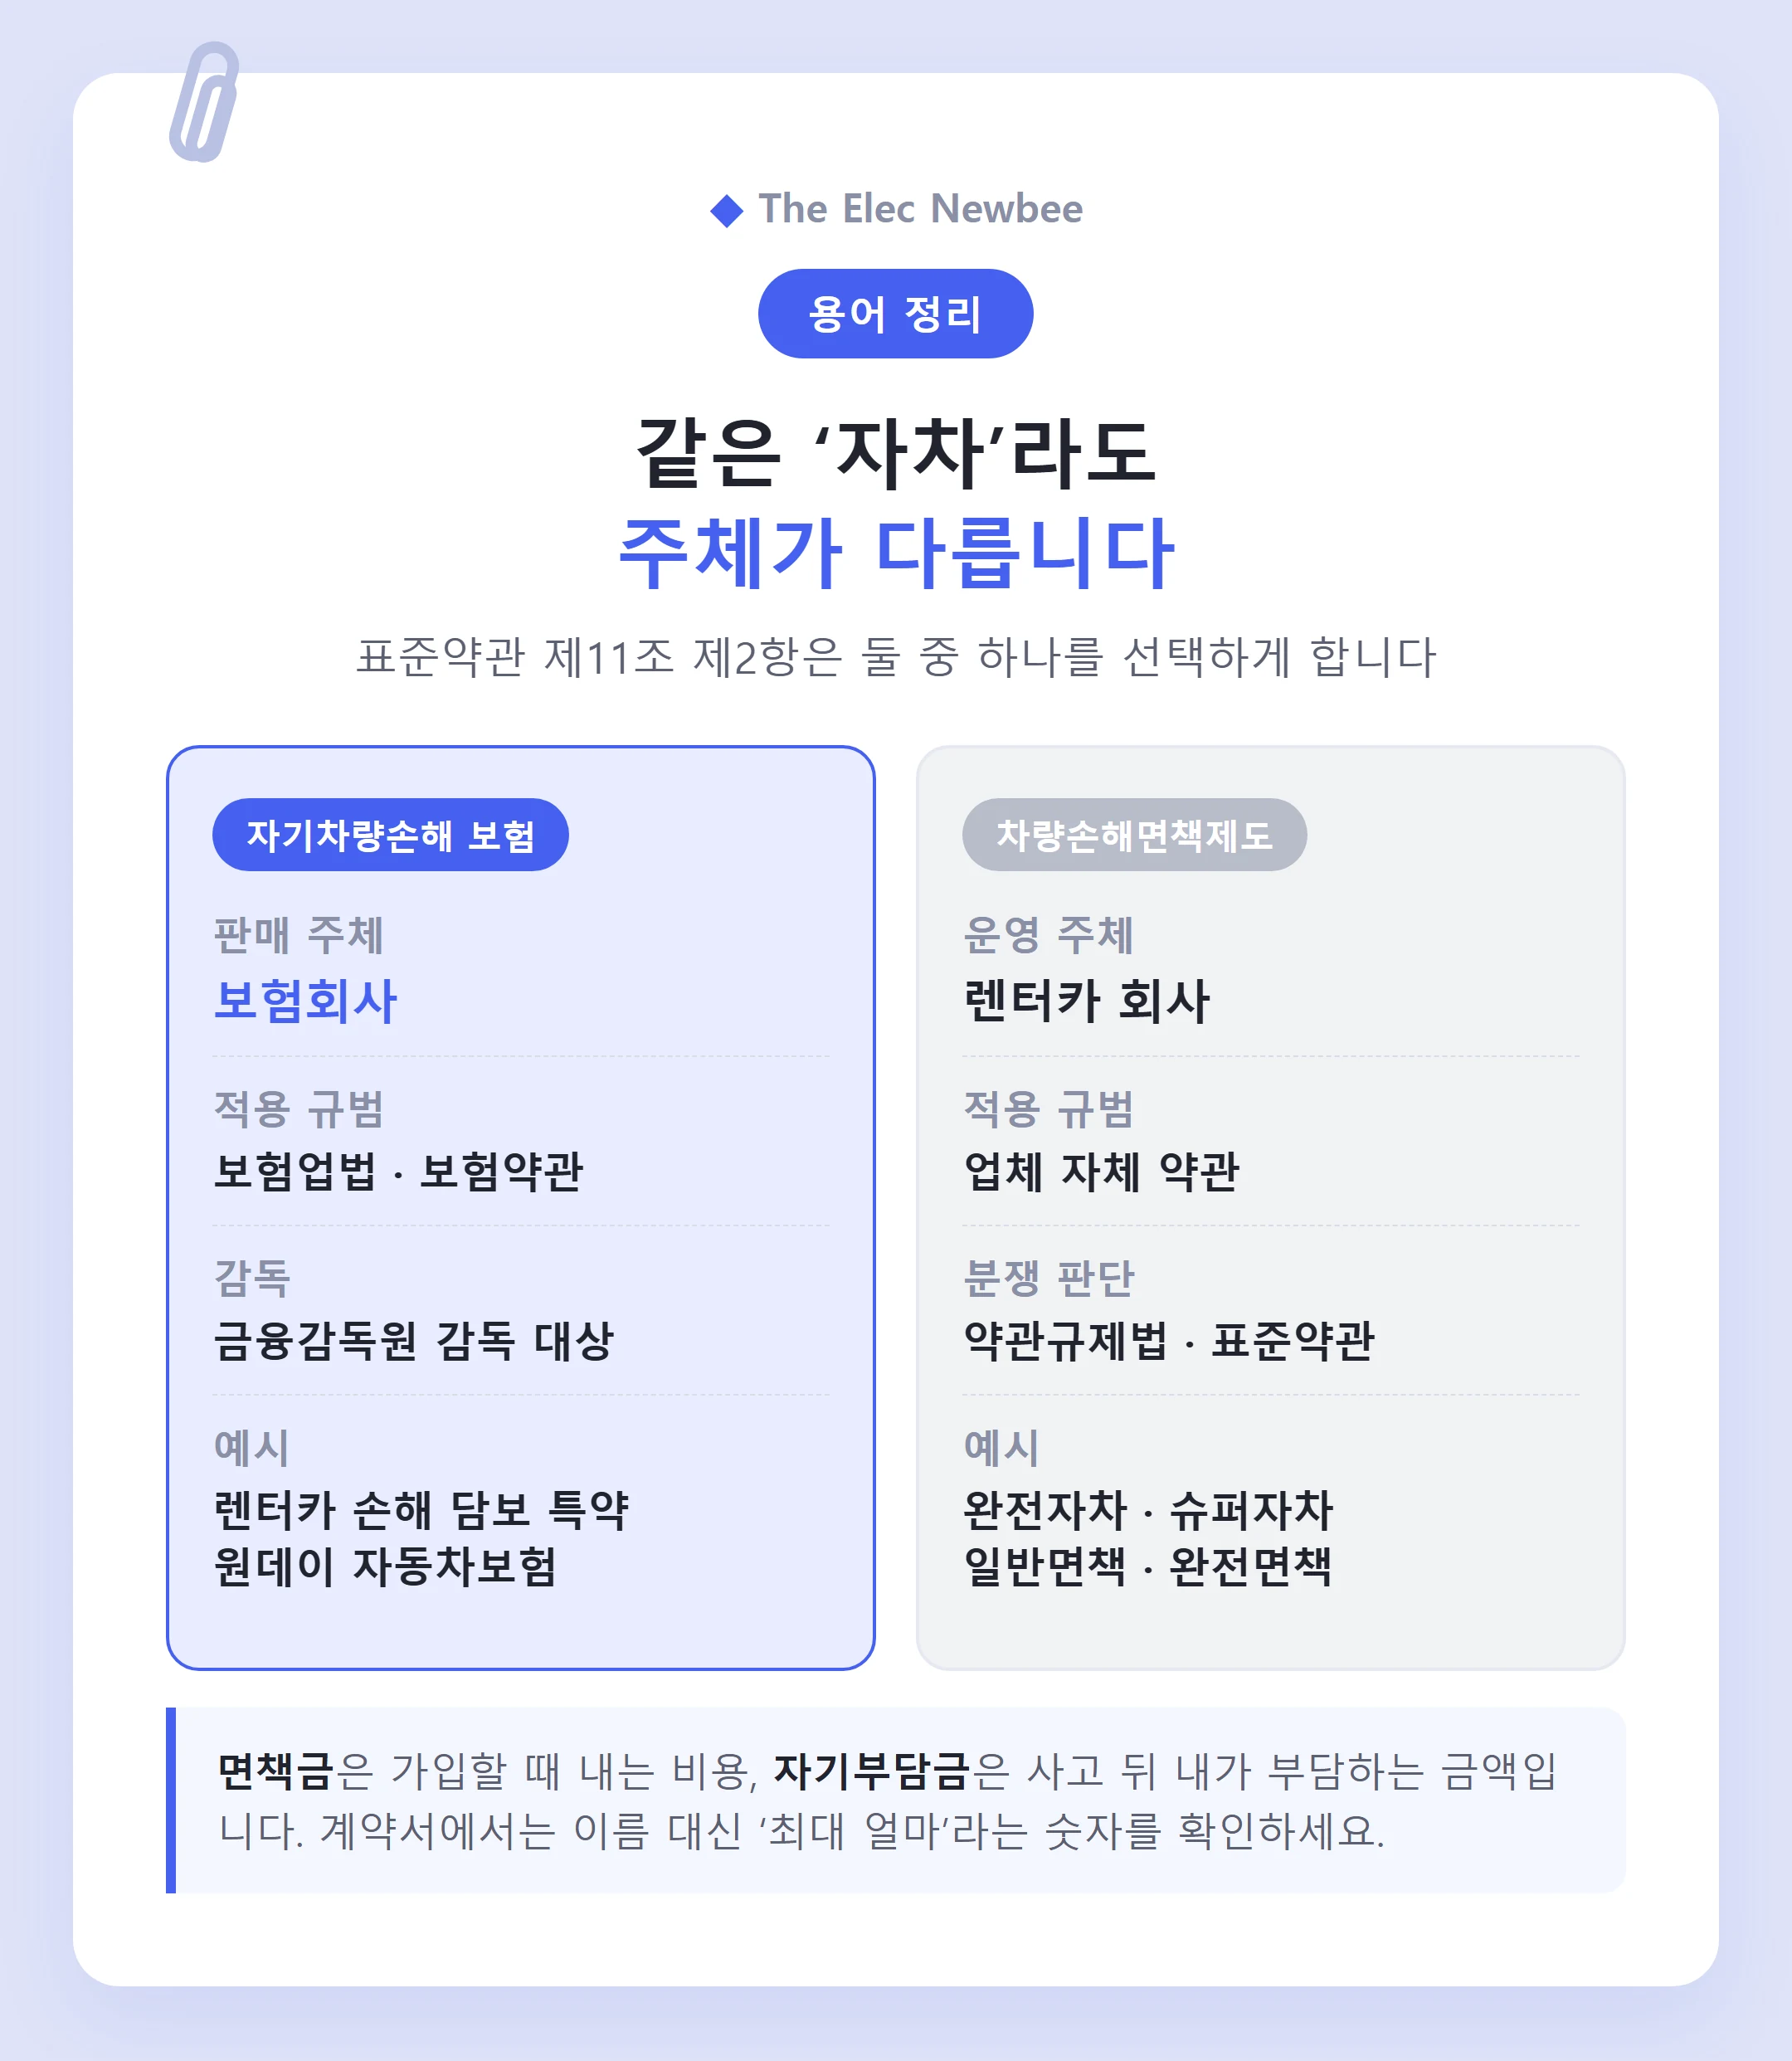 The Elec Newbee
용어 정리
같은 ‘자차’라도
주체가 다릅니다
표준약관 제11조 제2항은 둘 중 하나를 선택하게 합니다
자기차량손해 보험
판매 주체
보험회사
적용 규범
보험업법 · 보험약관
감독
금융감독원 감독 대상
예시
렌터카 손해 담보 특약
원데이 자동차보험
차량손해면책제도
운영 주체
렌터카 회사
적용 규범
업체 자체 약관
분쟁 판단
약관규제법 · 표준약관
예시
완전자차 · 슈퍼자차
일반면책 · 완전면책
면책금은 가입할 때 내는 비용, 자기부담금은 사고 뒤 내가 부담하는 금액입
니다. 계약서에서는 이름 대신 ‘최대 얼마’라는 숫자를 확인하세요.